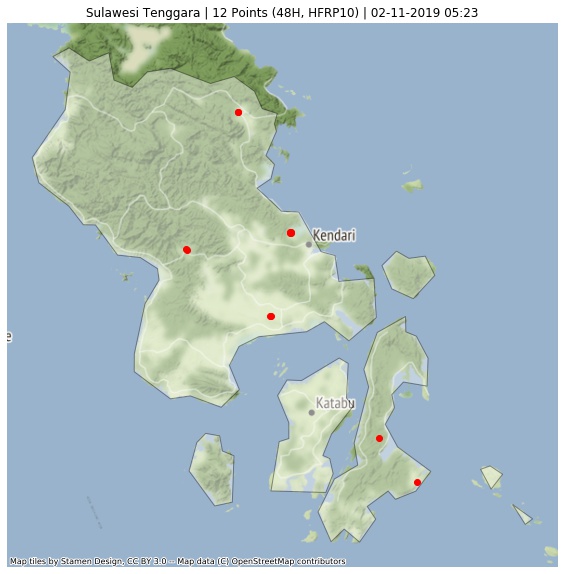 Sulawesi Tenggara | 12 Points (48H, HFRP10) | 02-11-2019 05:23
Kendari
e
Katabu
Map tiles by Stamen Design, CC BY 3.0 -- Map data (C) OpenStreetMap contributors